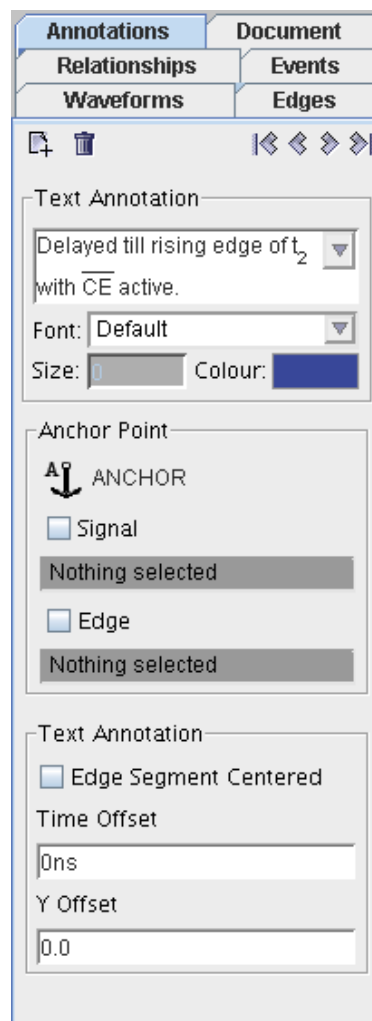 Annotations Document
Relationships Events
Waveforms Edges
Text Annotation
Delayed till rising edge of t₂
with C̅E̅ active.
Font: Default
Size: 0 Colour:
Anchor Point
A ANCHOR
Signal
Nothing selected
Edge
Nothing selected
Text Annotation
Edge Segment Centered
Time Offset
0ns
Y Offset
0.0